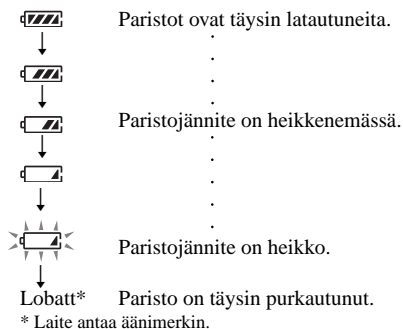 Paristot ovat täysin latautuneita.
Paristojännite on heikkenemässä.
Paristojännite on heikko.
Lobatt* Paristo on täysin purkautunut.
* Laite antaa äänimerkin.